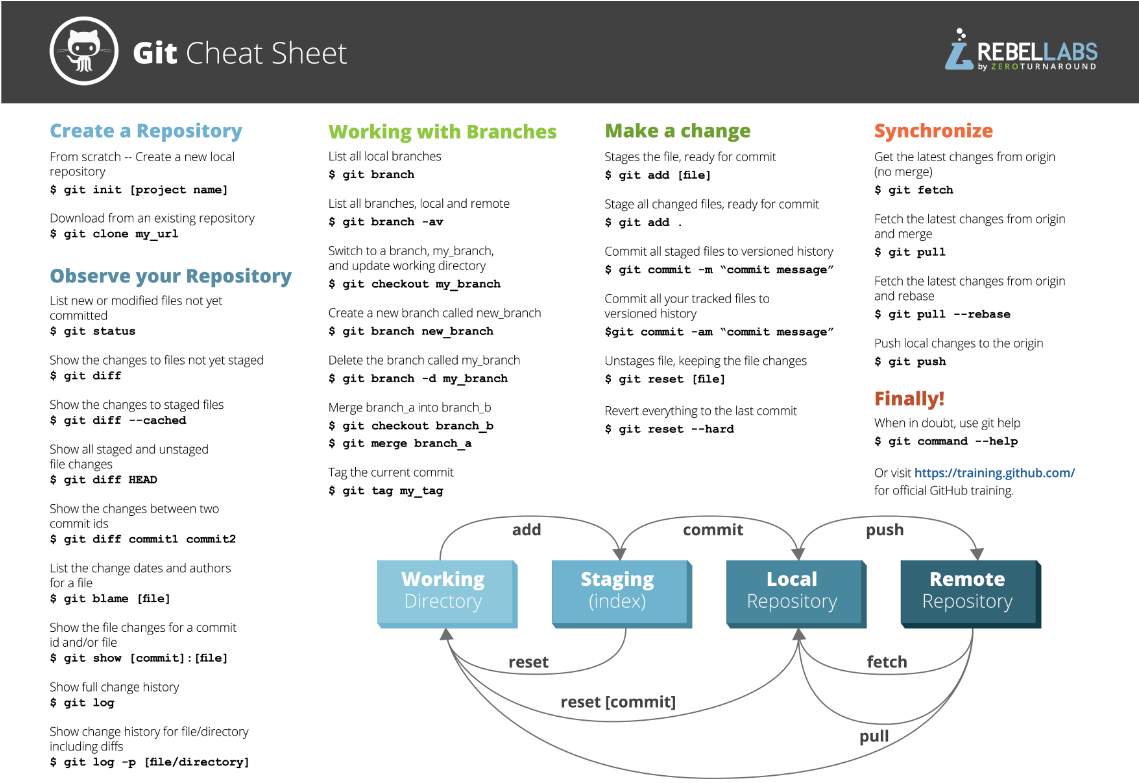 Git Cheat Sheet
REBELLABS
by ZEROTURNAROUND
Create a Repository
From scratch -- Create a new local
repository
$ git init [project name]
Download from an existing repository
$ git clone my_url
Observe your Repository
List new or modified files not yet
committed
$ git status
Show the changes to files not yet staged
$ git diff
Show the changes to staged files
$ git diff --cached
Show all staged and unstaged
file changes
$ git diff HEAD
Show the changes between two
commit ids
$ git diff commit1 commit2
List the change dates and authors
for a file
$ git blame [file]
Show the file changes for a commit
id and/or file
$ git show [commit]:[file]
Show full change history
$ git log
Show change history for file/directory
including diffs
$ git log -p [file/directory]
Working with Branches
List all local branches
$ git branch
List all branches, local and remote
$ git branch -av
Switch to a branch, my_branch,
and update working directory
$ git checkout my_branch
Create a new branch called new_branch
$ git branch new_branch
Delete the branch called my_branch
$ git branch -d my_branch
Merge branch_a into branch_b
$ git checkout branch_b
$ git merge branch_a
Tag the current commit
$ git tag my_tag
Make a change
Stages the file, ready for commit
$ git add [file]
Stage all changed files, ready for commit
$ git add .
Commit all staged files to versioned history
$ git commit -m “commit message”
Commit all your tracked files to
versioned history
$git commit -am “commit message”
Unstages file, keeping the file changes
$ git reset [file]
Revert everything to the last commit
$ git reset --hard
Synchronize
Get the latest changes from origin
(no merge)
$ git fetch
Fetch the latest changes from origin
and merge
$ git pull
Fetch the latest changes from origin
and rebase
$ git pull --rebase
Push local changes to the origin
$ git push
Finally!
When in doubt, use git help
$ git command --help
Or visit https://training.github.com/
for official GitHub training.
add
commit
push
Working
Directory
Staging
(index)
Local
Repository
Remote
Repository
reset
fetch
reset [commit]
pull